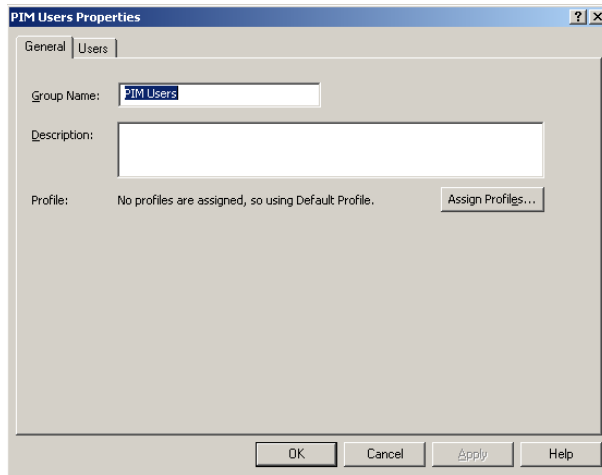 PIM Users Properties
General Users
Group Name: PIM Users
Description:
Profile: No profiles are assigned, so using Default Profile. Assign Profiles...
OK Cancel Apply Help